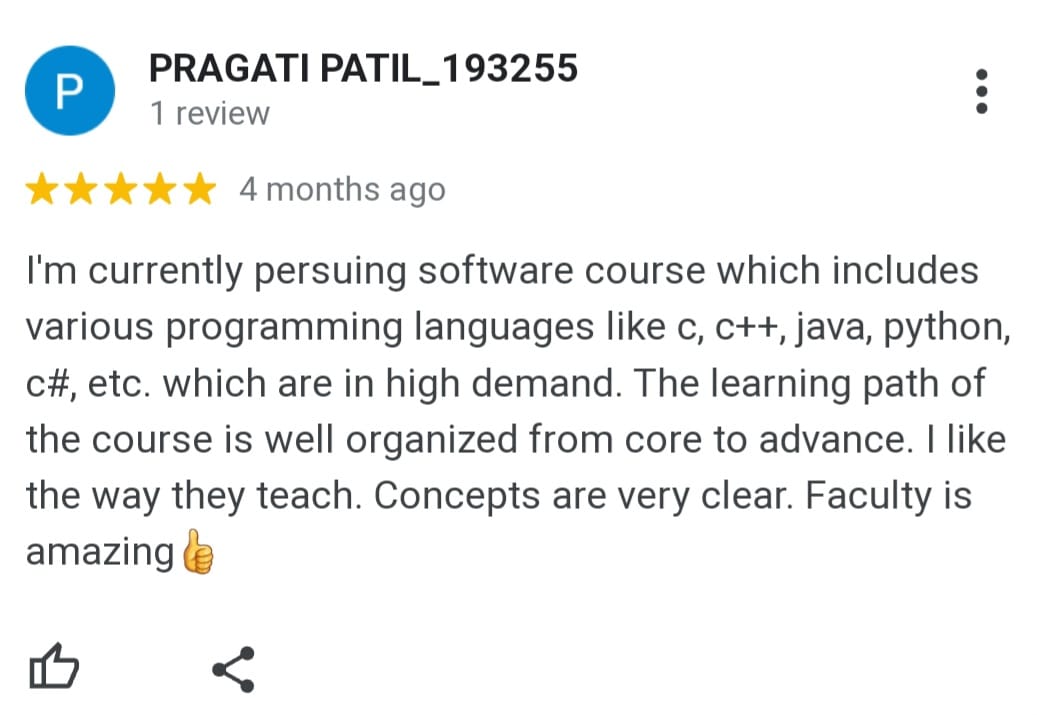 P
PRAGATI PATIL_193255
1 review
4 months ago
I'm currently persuing software course which includes
various programming languages like c, c++, java, python,
c#, etc. which are in high demand. The learning path of
the course is well organized from core to advance. I like
the way they teach. Concepts are very clear. Faculty is
amazing👍